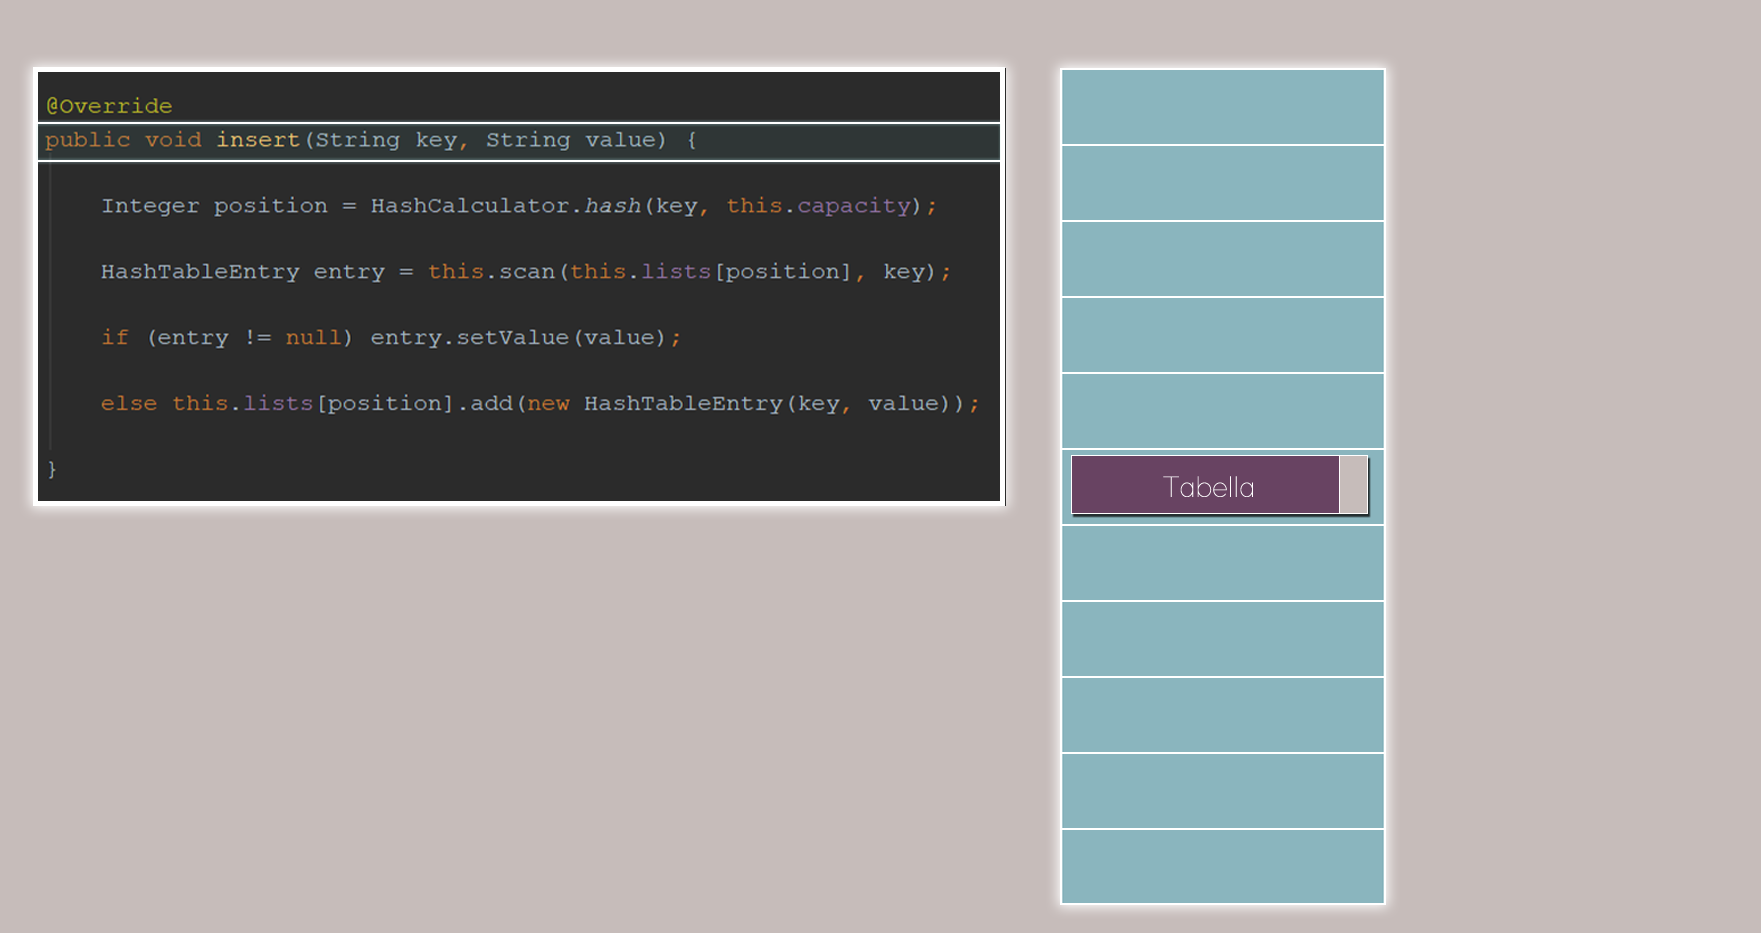 @Override
public void insert(String key, String value) {
Integer position = HashCalculator.hash(key, this.capacity);
HashTableEntry entry = this.scan(this.lists[position], key);
if (entry != null) entry.setValue(value);
else this.lists[position].add(new HashTableEntry(key, value));
}
Tabella